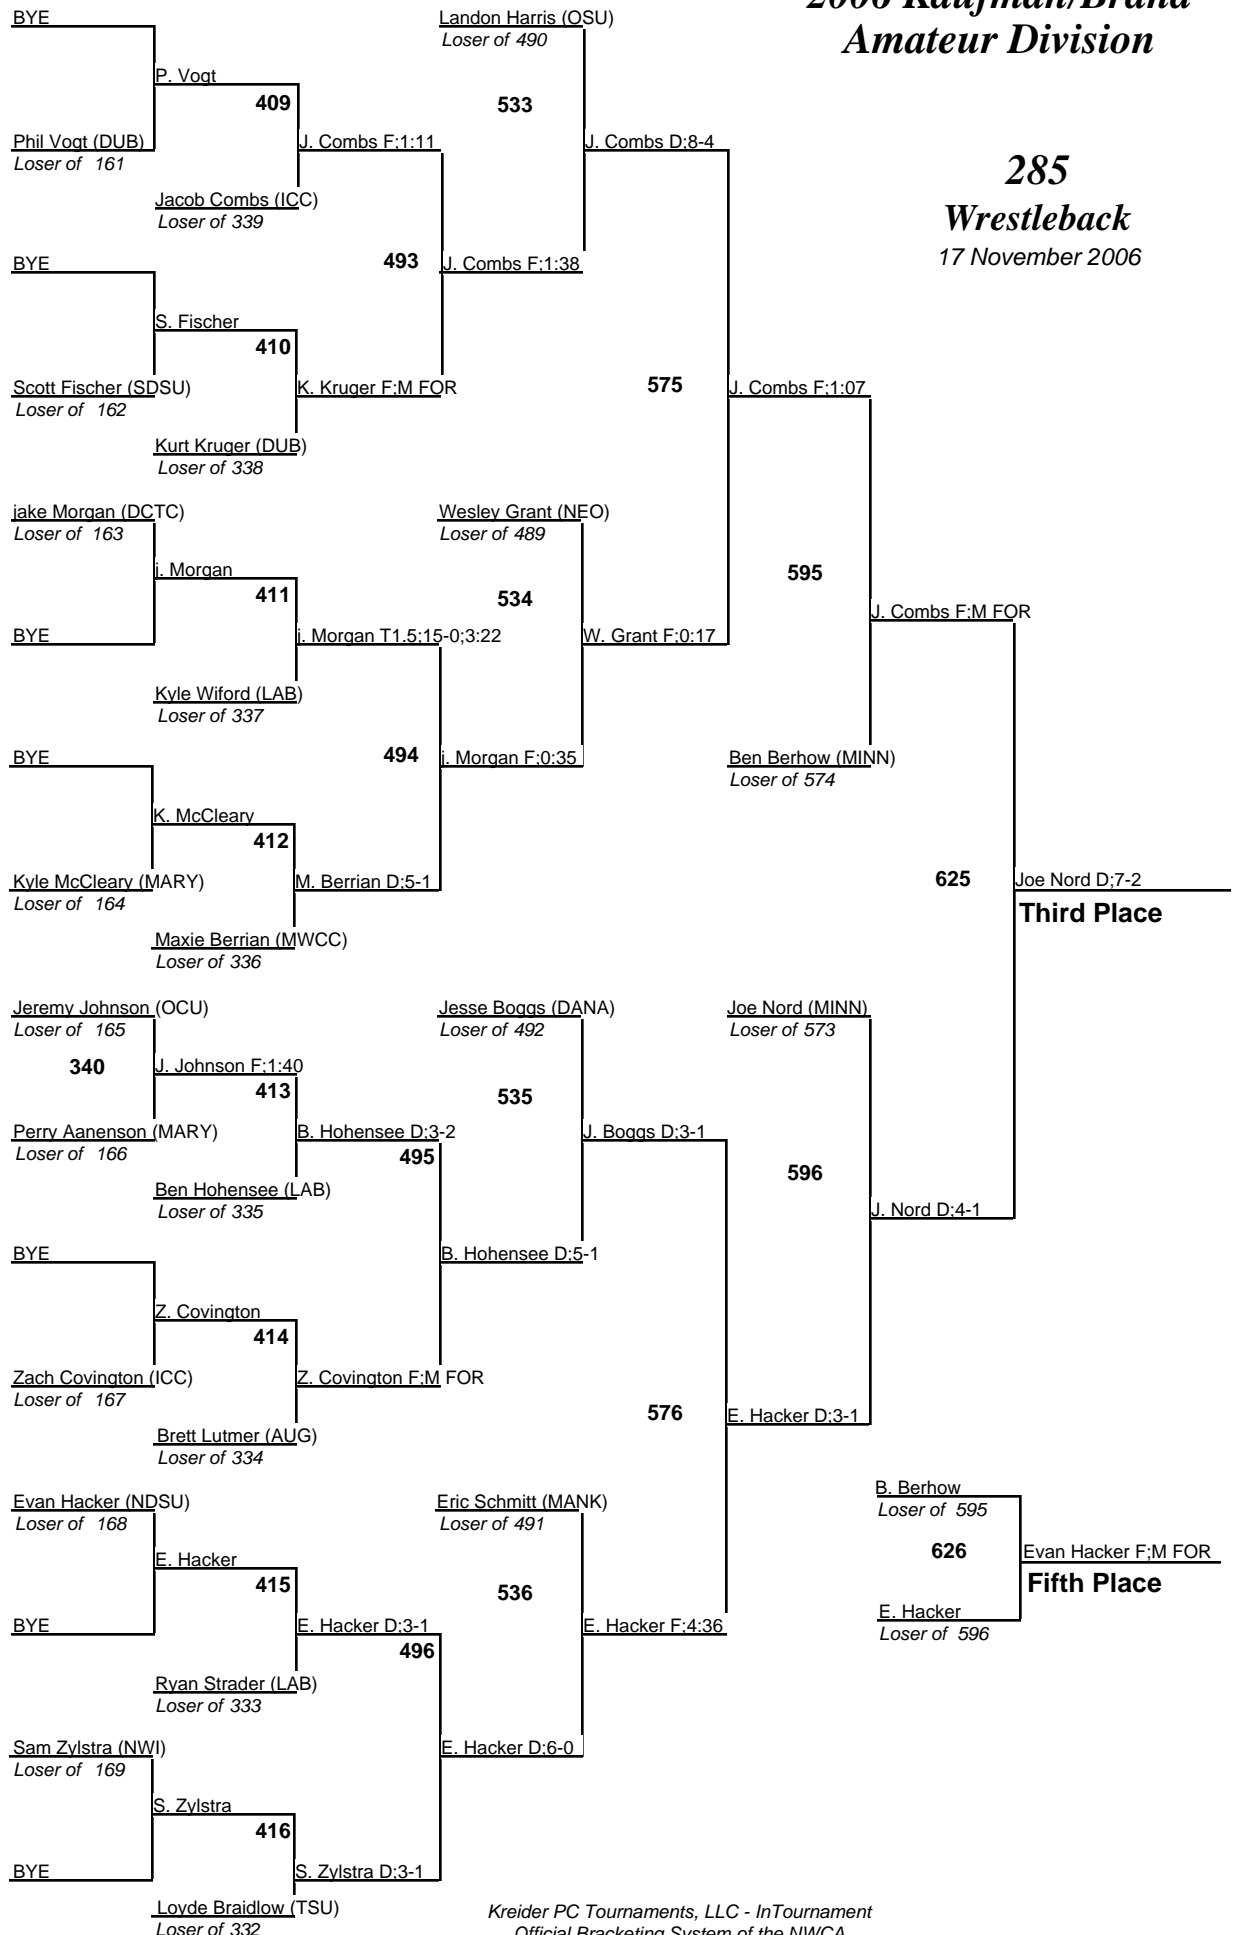 2006 Kaufman/Brand
Amateur Division
285
Wrestleback
17 November 2006
BYE
P. Vogt
409
Phil Vogt (DUB)
Loser of 161
J. Combs F;1:11
Jacob Combs (ICC)
Loser of 339
493
BYE
S. Fischer
410
Scott Fischer (SDSU)
Loser of 162
K. Kruger F;M FOR
Kurt Kruger (DUB)
Loser of 338
J. Combs F;1:38
Landon Harris (OSU)
Loser of 490
533
J. Combs D;8-4
575
jake Morgan (DCTC)
Loser of 163
j. Morgan
411
BYE
j. Morgan T1.5;15-0;3:22
Kyle Wiford (LAB)
Loser of 337
494
BYE
K. McCleary
412
Kyle McCleary (MARY)
Loser of 164
M. Berrian D;5-1
Maxie Berrian (MWCC)
Loser of 336
j. Morgan F;0:35
Wesley Grant (NEO)
Loser of 489
534
W. Grant F;0:17
J. Combs F;1:07
595
Ben Berhow (MINN)
Loser of 574
J. Combs F;M FOR
625
Joe Nord D;7-2
Third Place
Jeremy Johnson (OCU)
Loser of 165
340
J. Johnson F;1:40
413
Perry Aanenson (MARY)
Loser of 166
B. Hohensee D;3-2
495
Ben Hohensee (LAB)
Loser of 335
BYE
Z. Covington
414
Zach Covington (ICC)
Loser of 167
Z. Covington F;M FOR
Brett Lutmer (AUG)
Loser of 334
B. Hohensee D;5-1
Jesse Boggs (DANA)
Loser of 492
535
J. Boggs D;3-1
576
Joe Nord (MINN)
Loser of 573
596
J. Nord D;4-1
E. Hacker D;3-1
Evan Hacker (NDSU)
Loser of 168
E. Hacker
415
BYE
E. Hacker D;3-1
496
Ryan Strader (LAB)
Loser of 333
Sam Zylstra (NWI)
Loser of 169
S. Zylstra
416
BYE
S. Zylstra D;3-1
Loyde Braidlow (TSU)
Loser of 332
E. Hacker D;6-0
Eric Schmitt (MANK)
Loser of 491
536
E. Hacker F;4:36
B. Berhow
Loser of 595
626
Evan Hacker F;M FOR
Fifth Place
E. Hacker
Loser of 596
Kreider PC Tournaments, LLC - InTournament
Official Bracketing System of the NWCA